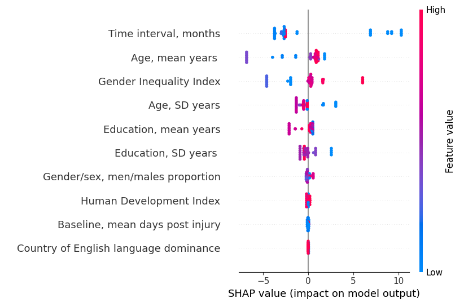 High
Time interval, months
Age, mean years
Gender Inequality Index
Age, SD years
Education, mean years
Education, SD years
Gender/sex, men/males proportion
Human Development Index
Baseline, mean days post injury
Country of English language dominance
Feature value
Low
−5 0 5 10
SHAP value (impact on model output)